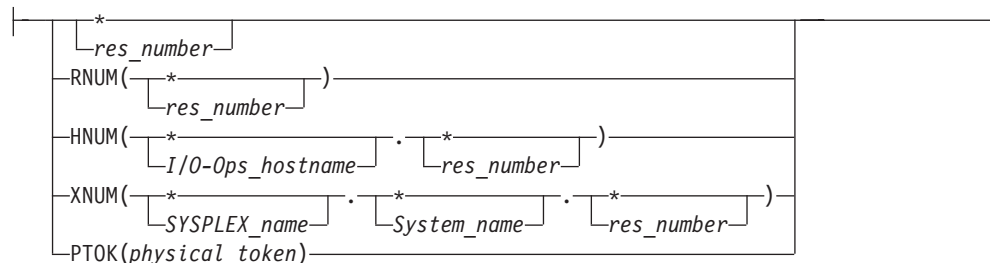 *
res_number
RNUM( * )
res_number
HNUM( * . * )
I/O-Ops_hostname res_number
XNUM( * . * . * )
SYSPLEX_name System_name res_number
PTOK(physical token)